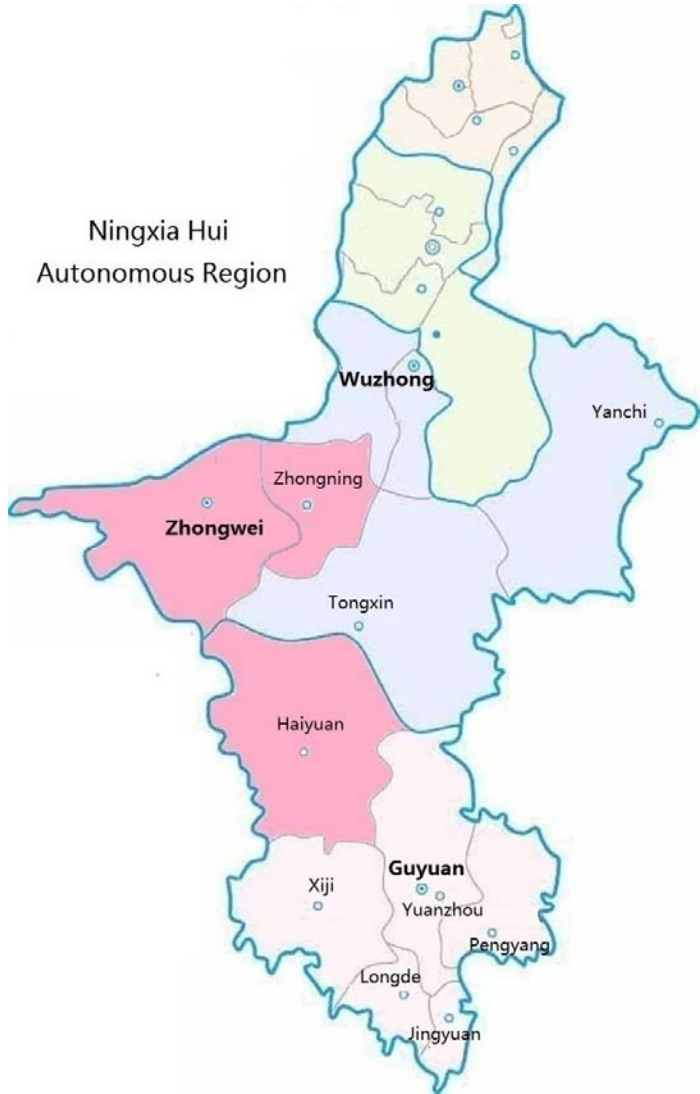 Ningxia Hui
Autonomous Region
Wuzhong
Yanchi
Zhongning
Zhongwei
Tongxin
Haiyuan
Guyuan
Xiji
Yuanzhou
Pengyang
Longde
Jingyuan